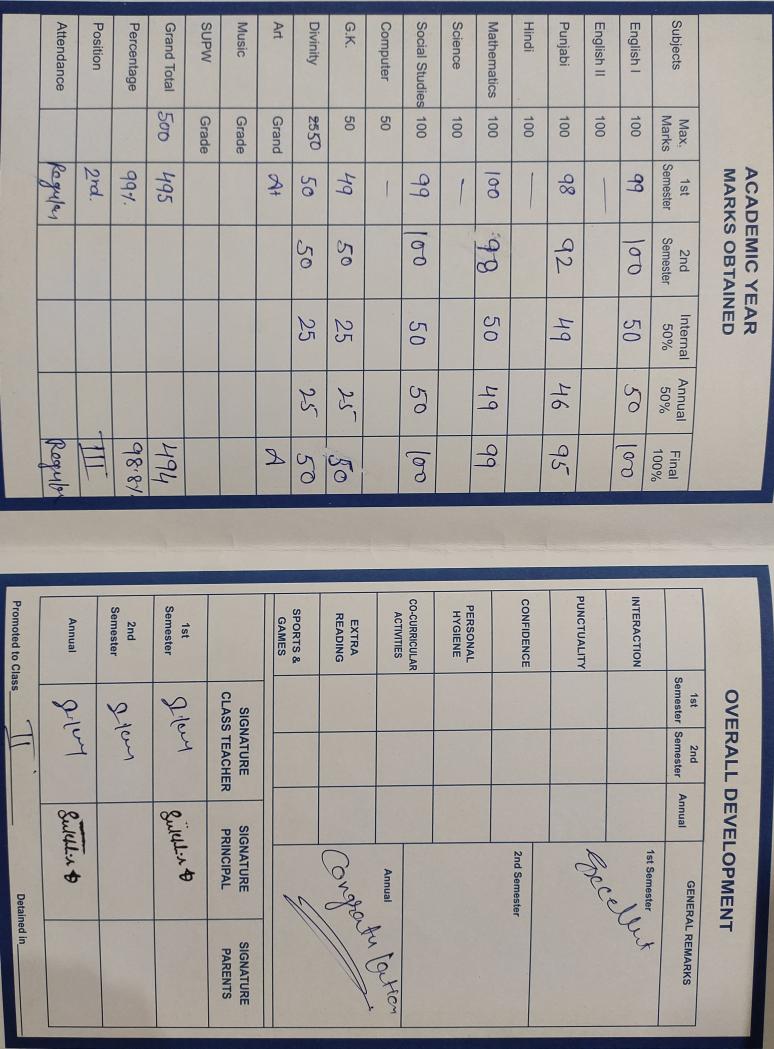 ACADEMIC YEAR
MARKS OBTAINED
Subjects Max. Marks 1st Semester 2nd Semester Internal 50% Annual 50% Final 100%
English I 100 99 100 50 50 100
English II 100 —
Punjabi 100 98 92 49 46 95
Hindi 100 —
Mathematics 100 100 98 50 49 99
Science 100 —
Social Studies 100 99 100 50 50 100
Computer 50 —
G.K. 50 49 50 25 25 50
Divinity 2550 50 50 25 25 50
Art Grand A+ A
Music Grade
SUPW Grade
Grand Total 500 495 494
Percentage 99% 98.8%
Position 2nd. III
Attendance Regular Regular
OVERALL DEVELOPMENT
1st Semester 2nd Semester Annual GENERAL REMARKS
INTERACTION
PUNCTUALITY
CONFIDENCE
PERSONAL HYGIENE
CO-CURRICULAR ACTIVITIES
EXTRA READING
SPORTS & GAMES
1st Semester
Excellent
2nd Semester
Annual
Congratulation
SIGNATURE CLASS TEACHER SIGNATURE PRINCIPAL SIGNATURE PARENTS
1st Semester
2nd Semester
Annual
Promoted to Class II Detained in